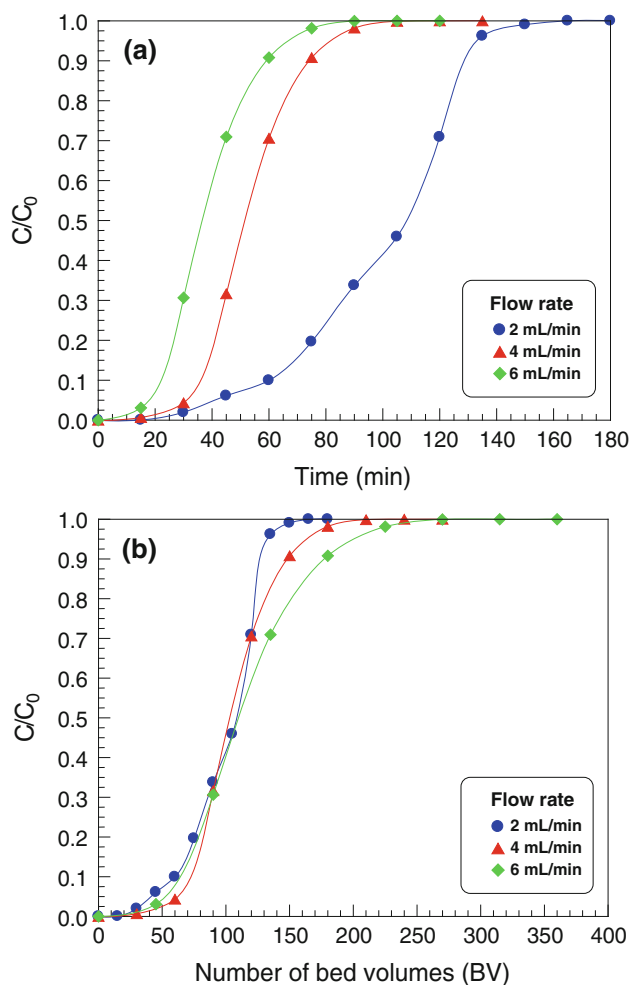 (a)
C/C0
1.0
0.9
0.8
0.7
0.6
0.5
0.4
0.3
0.2
0.1
0.0
Flow rate
2 mL/min
4 mL/min
6 mL/min
0 20 40 60 80 100 120 140 160 180
Time (min)
(b)
C/C0
1.0
0.9
0.8
0.7
0.6
0.5
0.4
0.3
0.2
0.1
0.0
Flow rate
2 mL/min
4 mL/min
6 mL/min
0 50 100 150 200 250 300 350 400
Number of bed volumes (BV)